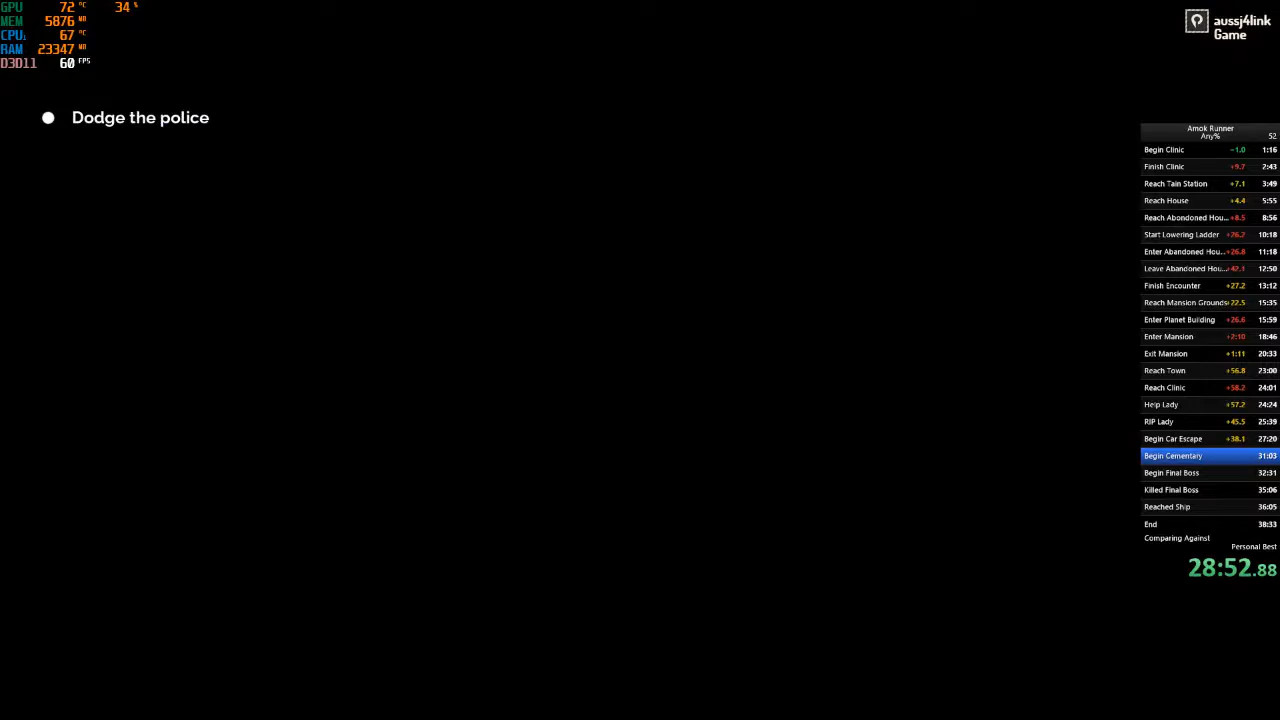 GPU 72 °C 34 %
MEM 5876 MB
CPU 67 °C
RAM 23347 MB
D3D11 60 FPS
aussj4link
Game
Dodge the police
Amok Runner
Any% 52
Begin Clinic -1.0 1:16
Finish Clinic +9.7 2:43
Reach Tain Station +7.1 3:49
Reach House +4.4 5:55
Reach Abondoned Hou... +8.5 8:56
Start Lowering Ladder +26.2 10:18
Enter Abandoned Hou... +26.8 11:18
Leave Abandoned Hou... +42.1 12:50
Finish Encounter +27.2 13:12
Reach Mansion Grounds +22.5 15:35
Enter Planet Building +26.6 15:59
Enter Mansion +2:10 18:46
Exit Mansion +1:11 20:33
Reach Town +56.8 23:00
Reach Clinic +58.2 24:01
Help Lady +57.2 24:24
RIP Lady +45.5 25:39
Begin Car Escape +38.1 27:20
Begin Cementary 31:03
Begin Final Boss 32:31
Killed Final Boss 35:06
Reached Ship 36:05
End 38:33
Comparing Against
Personal Best
28:52.88